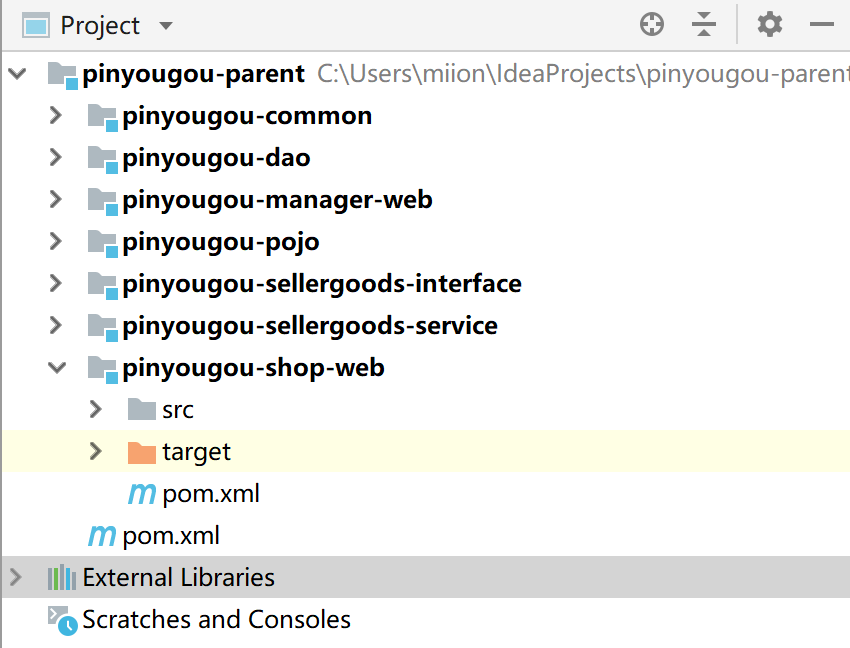 Project
pinyougou-parent C:\Users\miion\IdeaProjects\pinyougou-parent
pinyougou-common
pinyougou-dao
pinyougou-manager-web
pinyougou-pojo
pinyougou-sellergoods-interface
pinyougou-sellergoods-service
pinyougou-shop-web
src
target
pom.xml
pom.xml
External Libraries
Scratches and Consoles